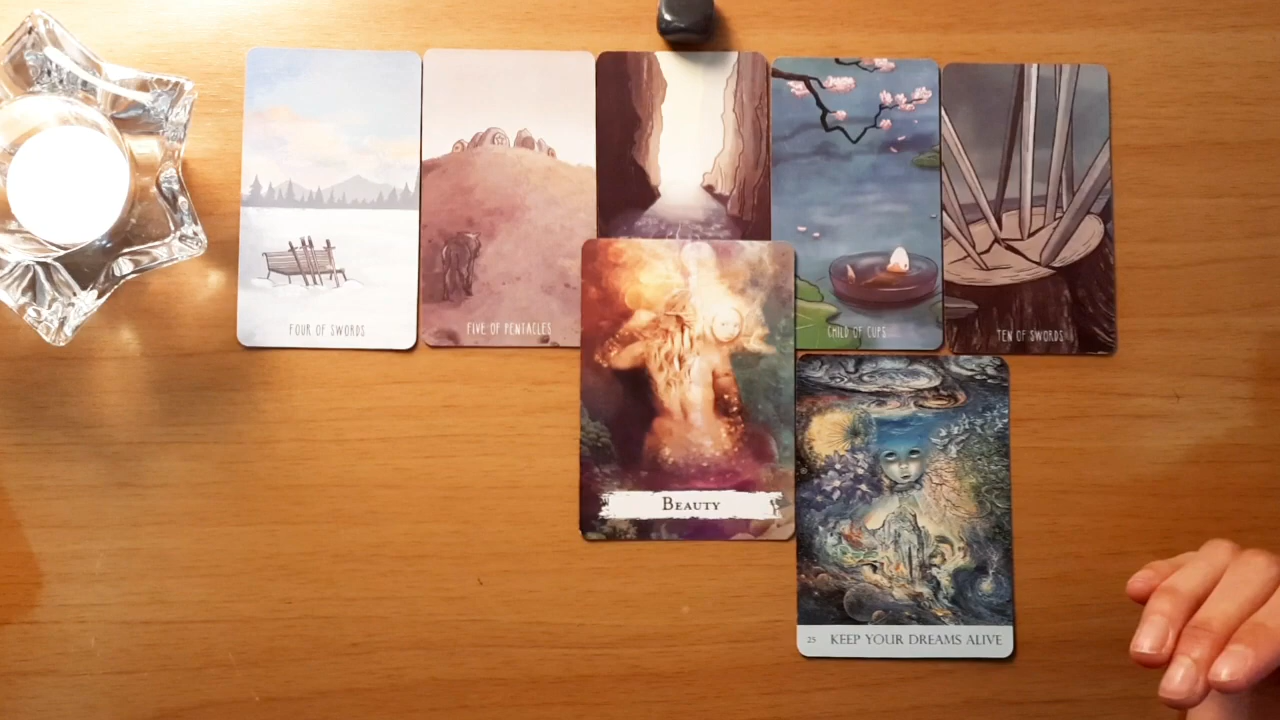 FOUR OF SWORDS
FIVE OF PENTACLES
CHILD OF CUPS
TEN OF SWORDS
BEAUTY
25 KEEP YOUR DREAMS ALIVE